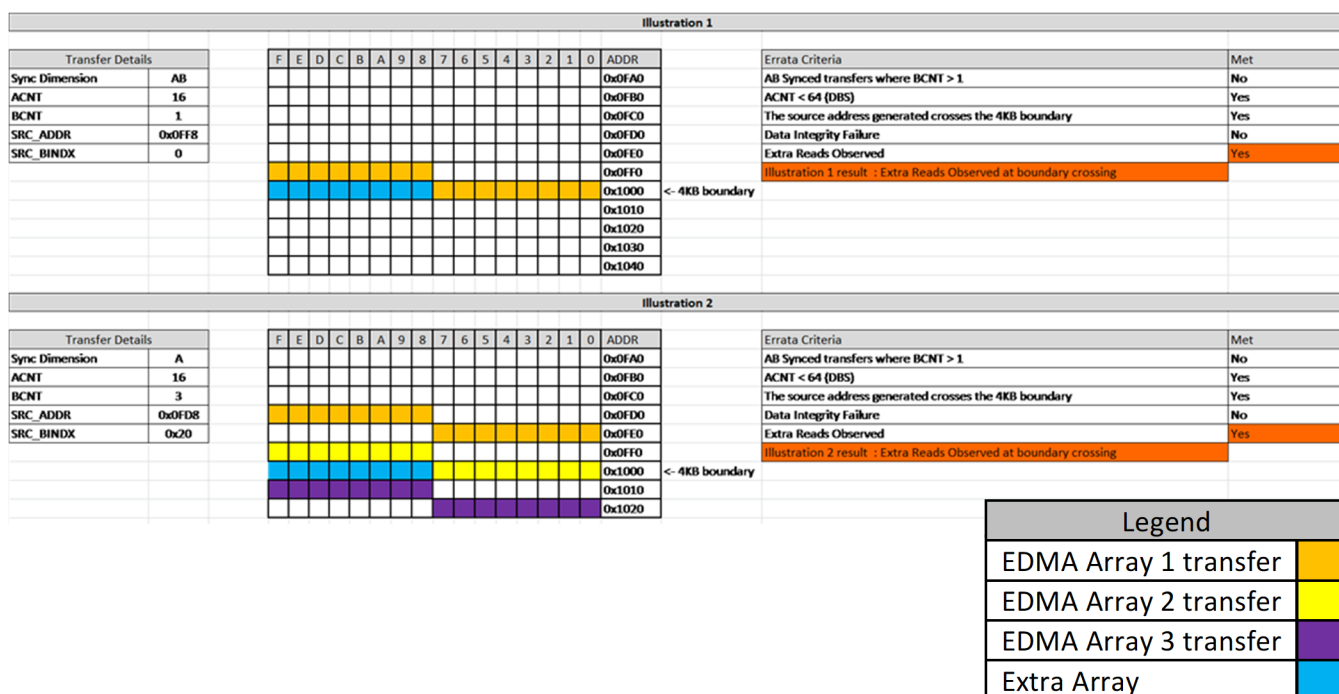 Illustration 1
Transfer Details F E D C B A 9 8 7 6 5 4 3 2 1 0 ADDR Errata Criteria Met
Sync Dimension AB 0x0FA0 AB Synced transfers where BCNT > 1 No
ACNT 16 0x0FB0 ACNT < 64 (DBS) Yes
BCNT 1 0x0FC0 The source address generated crosses the 4KB boundary Yes
SRC_ADDR 0x0FF8 0x0FD0 Data Integrity Failure No
SRC_BINDX 0 0x0FE0 Extra Reads Observed Yes
0x0FF0 Illustration 1 result : Extra Reads Observed at boundary crossing
0x1000 <- 4KB boundary
0x1010
0x1020
0x1030
0x1040
Illustration 2
Transfer Details F E D C B A 9 8 7 6 5 4 3 2 1 0 ADDR Errata Criteria Met
Sync Dimension A 0x0FA0 AB Synced transfers where BCNT > 1 No
ACNT 16 0x0FB0 ACNT < 64 (DBS) Yes
BCNT 3 0x0FC0 The source address generated crosses the 4KB boundary Yes
SRC_ADDR 0x0FD8 0x0FD0 Data Integrity Failure No
SRC_BINDX 0x20 0x0FE0 Extra Reads Observed Yes
0x0FF0 Illustration 2 result : Extra Reads Observed at boundary crossing
0x1000 <- 4KB boundary
0x1010
0x1020
Legend
EDMA Array 1 transfer
EDMA Array 2 transfer
EDMA Array 3 transfer
Extra Array